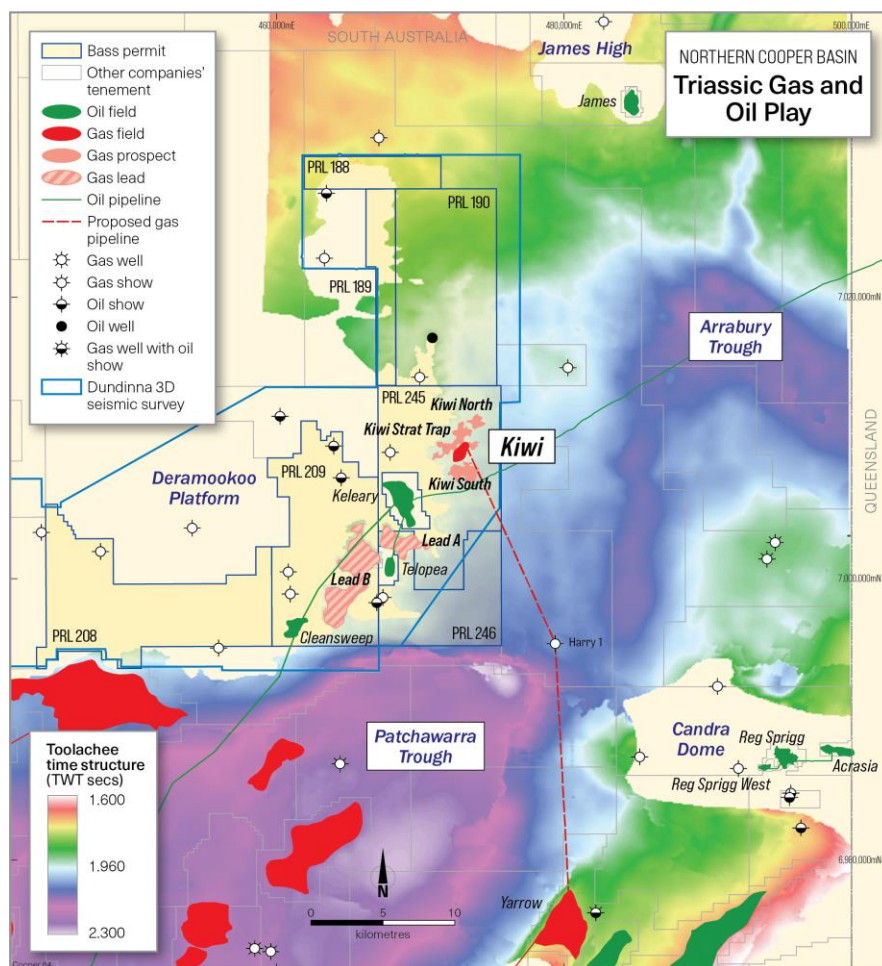 460,000mE
480,000mE
500,000mE
SOUTH AUSTRALIA
NORTHERN COOPER BASIN
Triassic Gas and
Oil Play
Bass permit
Other companies'
tenement
Oil field
Gas field
Gas prospect
Gas lead
Oil pipeline
Proposed gas
pipeline
Gas well
Gas show
Oil show
Oil well
Gas well with oil
show
Dundinna 3D
seismic survey
James High
James
PRL 188
PRL 190
PRL 189
7,020,000mN
Arrabury
Trough
QUEENSLAND
PRL 245
Kiwi North
Kiwi Strat Trap
Kiwi
Kiwi South
Deramookoo
Platform
PRL 209
Keleary
Lead A
Lead B
Telopea
7,000,000mN
Cleansweep
PRL 208
PRL 246
Harry 1
Patchawarra
Trough
Candra
Dome
Reg Sprigg
Acrasia
Reg Sprigg West
Toolachee
time structure
(TWT secs)
1.600
1.960
2.300
6,980,000mN
N
0
5
10
kilometres
Yarrow